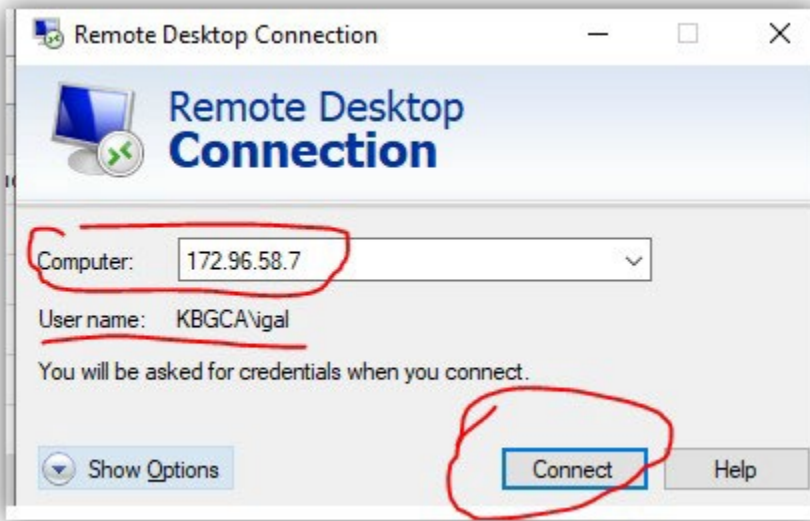 Remote Desktop Connection
Remote Desktop
Connection
Computer: 172.96.58.7
User name: KBGCA\igal
You will be asked for credentials when you connect.
Show Options Connect Help